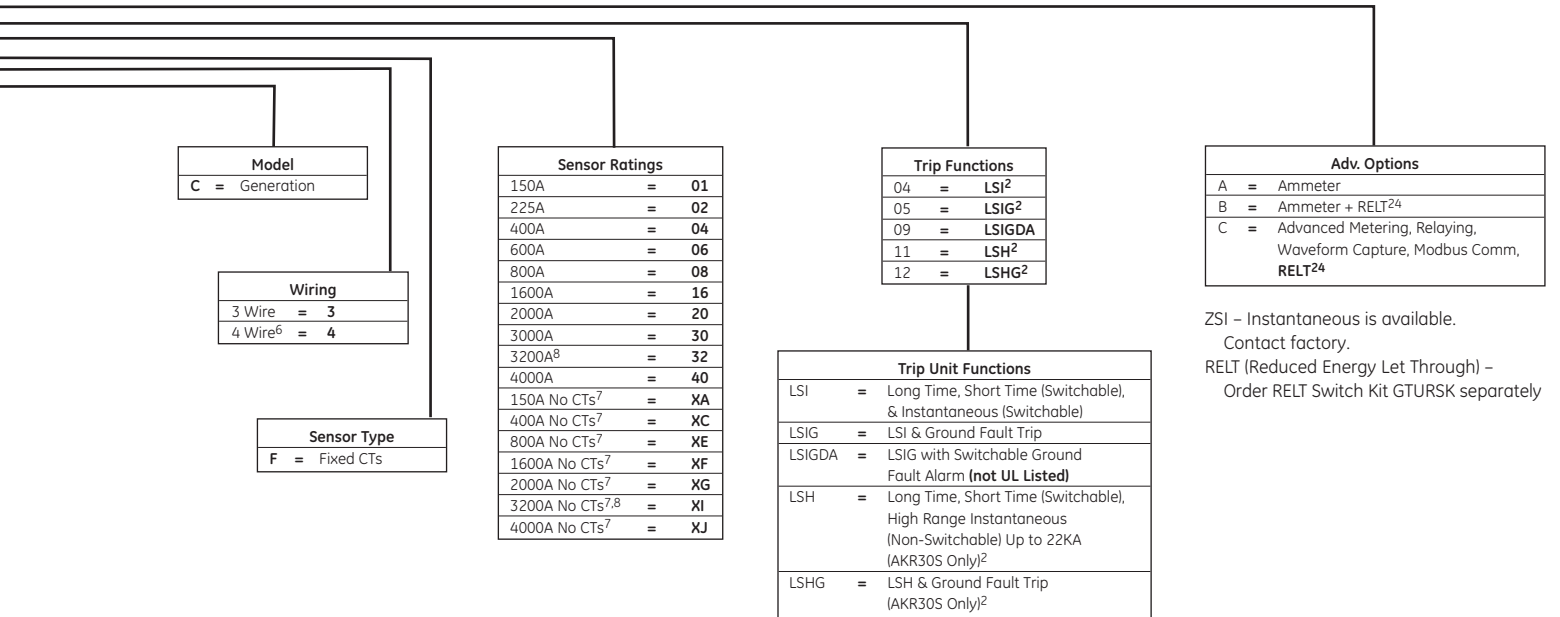 Model
C = Generation
Wiring
3 Wire = 3
4 Wire6 = 4
Sensor Type
F = Fixed CTs
Sensor Ratings
150A = 01
225A = 02
400A = 04
600A = 06
800A = 08
1600A = 16
2000A = 20
3000A = 30
3200A8 = 32
4000A = 40
150A No CTs7 = XA
400A No CTs7 = XC
800A No CTs7 = XE
1600A No CTs7 = XF
2000A No CTs7 = XG
3200A No CTs7,8 = XI
4000A No CTs7 = XJ
Trip Functions
04 = LSI2
05 = LSIG2
09 = LSIGDA
11 = LSH2
12 = LSHG2
Trip Unit Functions
LSI = Long Time, Short Time (Switchable),
& Instantaneous (Switchable)
LSIG = LSI & Ground Fault Trip
LSIGDA = LSIG with Switchable Ground
Fault Alarm (not UL Listed)
LSH = Long Time, Short Time (Switchable),
High Range Instantaneous
(Non-Switchable) Up to 22KA
(AKR30S Only)2
LSHG = LSH & Ground Fault Trip
(AKR30S Only)2
Adv. Options
A = Ammeter
B = Ammeter + RELT24
C = Advanced Metering, Relaying,
Waveform Capture, Modbus Comm,
RELT24
ZSI – Instantaneous is available.
Contact factory.
RELT (Reduced Energy Let Through) –
Order RELT Switch Kit GTURSK separately